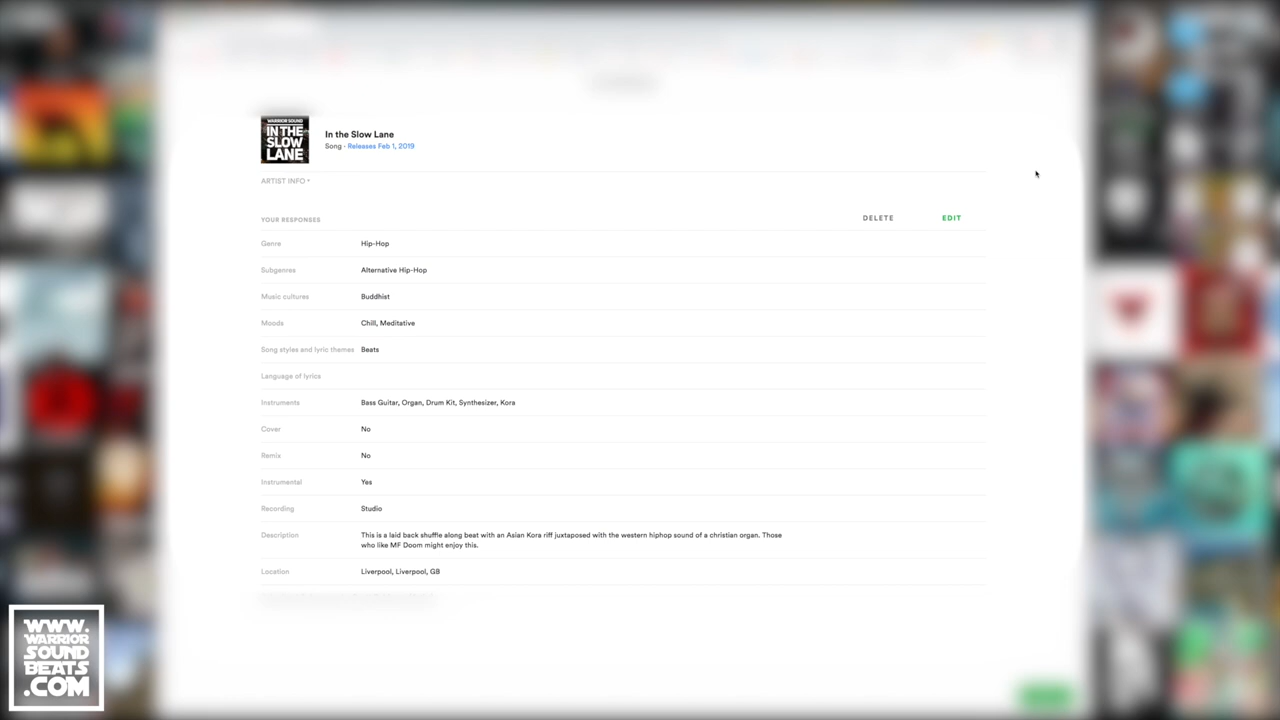 WARRIOR SOUND
IN THE
SLOW
LANE
In the Slow Lane
Song · Releases Feb 1, 2019
ARTIST INFO
YOUR RESPONSES
DELETE
EDIT
Genre Hip-Hop
Subgenres Alternative Hip-Hop
Music cultures Buddhist
Moods Chill, Meditative
Song styles and lyric themes Beats
Language of lyrics
Instruments Bass Guitar, Organ, Drum Kit, Synthesizer, Kora
Cover No
Remix No
Instrumental Yes
Recording Studio
Description This is a laid back shuffle along beat with an Asian Kora riff juxtaposed with the western hiphop sound of a christian organ. Those
who like MF Doom might enjoy this.
Location Liverpool, Liverpool, GB
WWW.
WARRIOR
SOUND
BEATS
.COM